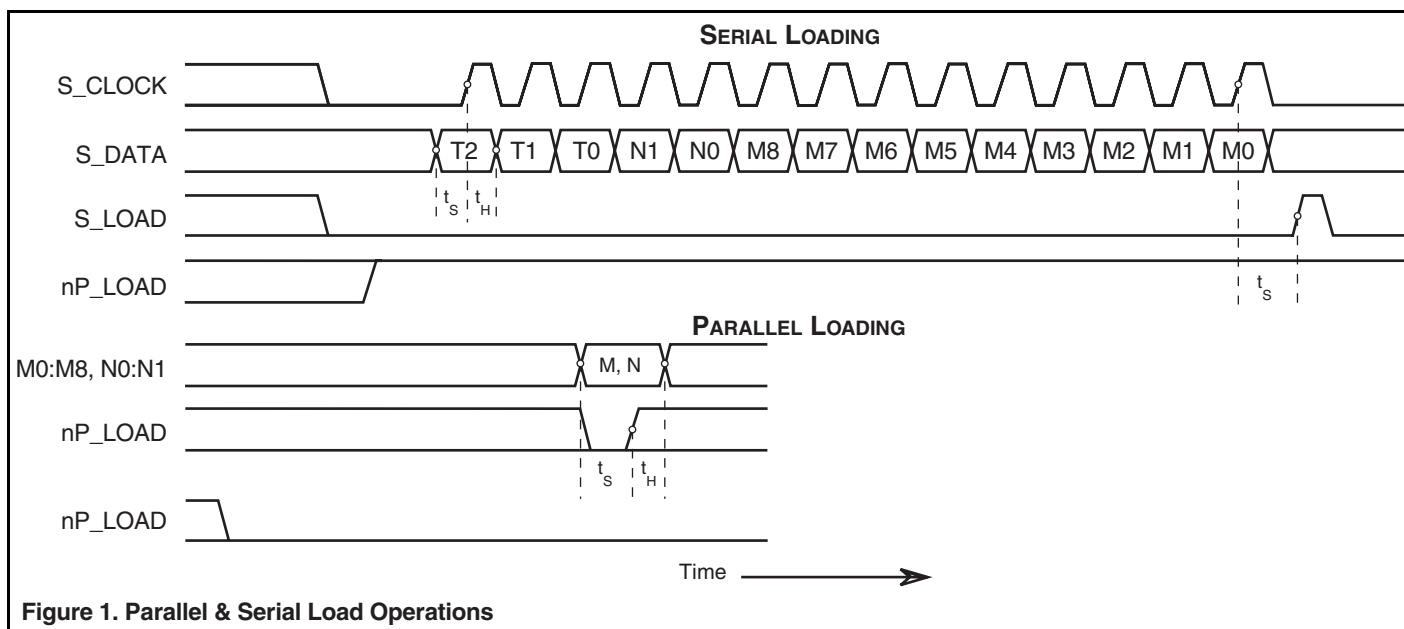 SERIAL LOADING
S_CLOCK
S_DATA T2 T1 T0 N1 N0 M8 M7 M6 M5 M4 M3 M2 M1 M0
tS tH
S_LOAD
nP_LOAD
tS
PARALLEL LOADING
M0:M8, N0:N1 M, N
nP_LOAD
tS tH
nP_LOAD
Time
Figure 1. Parallel & Serial Load Operations